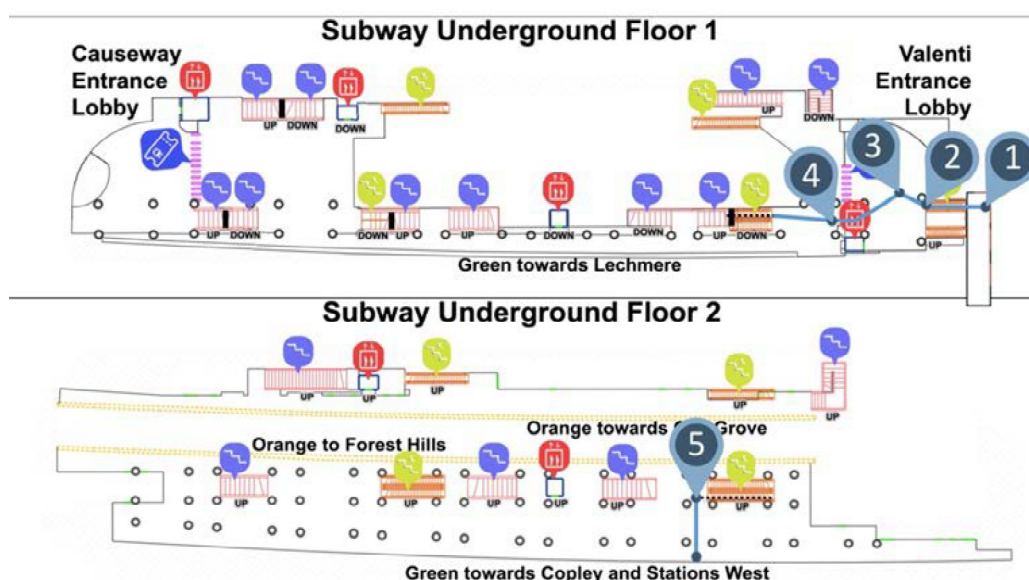 Subway Underground Floor 1
Causeway
Entrance
Lobby
Valenti
Entrance
Lobby
UP DOWN
DOWN
UP
DOWN
4
3
2
1
UP DOWN
DOWN UP
DOWN
DOWN
UP
DOWN
UP
Green towards Lechmere
Subway Underground Floor 2
UP
UP
UP
UP
UP
Orange towards
Grove
Orange to Forest Hills
5
UP
UP
UP
UP
UP
UP
Green towards Copley and Stations West